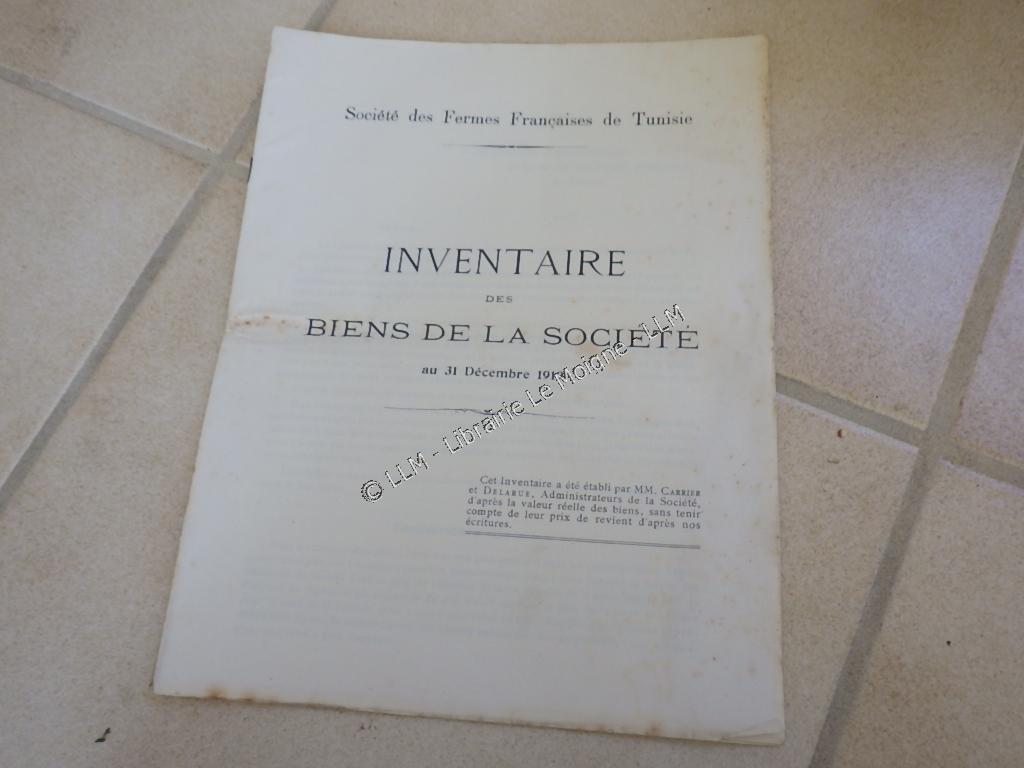 Société des Fermes Françaises de Tunisie
INVENTAIRE
DES
BIENS DE LA SOCIÉTÉ
au 31 Décembre
© LLM - Librairie Le Moigne - LLM
Cet Inventaire a été établi par MM. CARRIER
et DELARUE, Administrateurs de la Société,
d'après la valeur réelle des biens, sans tenir
compte de leur prix de revient d'après nos
écritures.